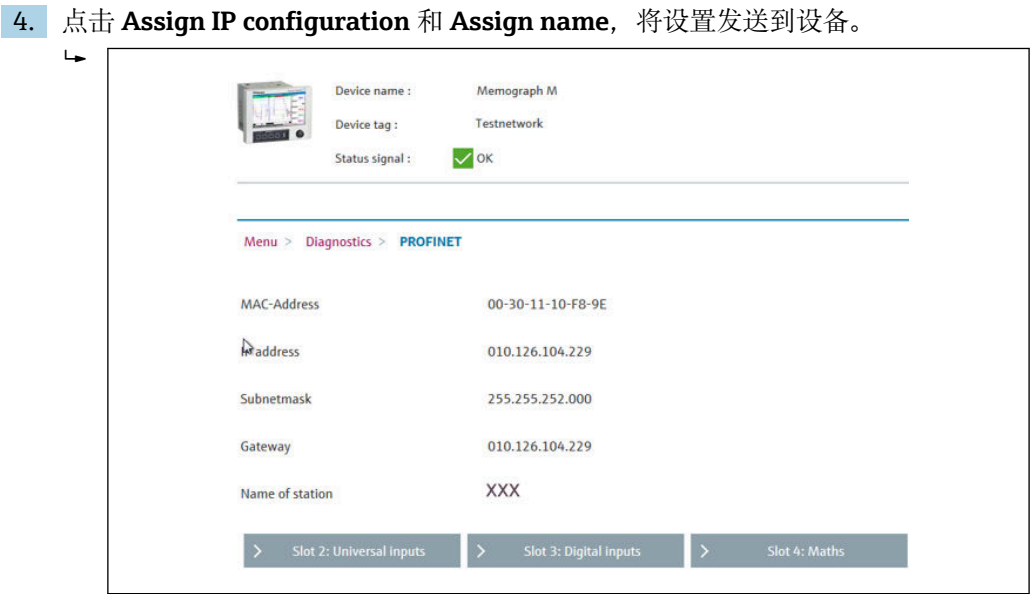 4. 点击 Assign IP configuration 和 Assign name，将设置发送到设备。
Device name : Memograph M
Device tag : Testnetwork
Status signal : OK
Menu > Diagnostics > PROFINET
MAC-Address 00-30-11-10-F8-9E
IP address 010.126.104.229
Subnetmask 255.255.252.000
Gateway 010.126.104.229
Name of station XXX
> Slot 2: Universal inputs > Slot 3: Digital inputs > Slot 4: Maths